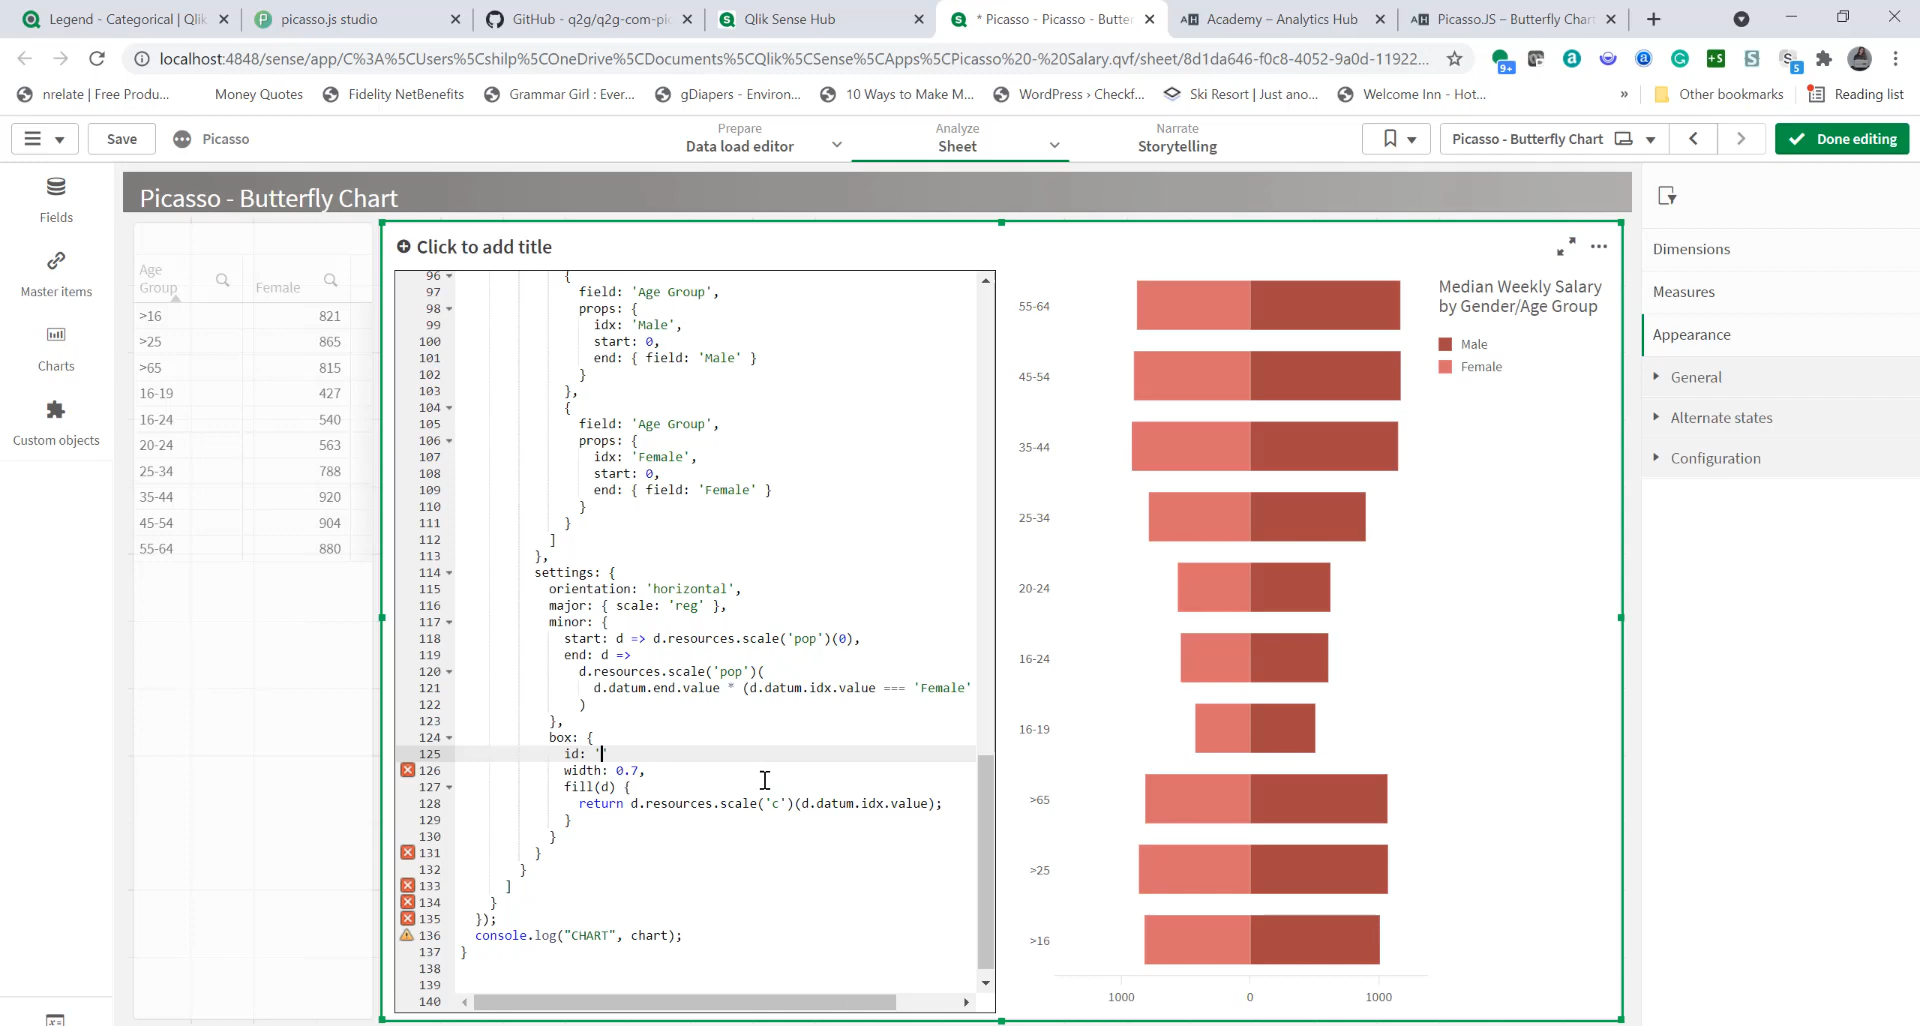 Legend - Categorical | Qlik
picasso.js studio
GitHub - q2g/q2g-com-pic
Qlik Sense Hub
* Picasso - Picasso - Butter
Academy – Analytics Hub
PicassoJS – Butterfly Chart
localhost:4848/sense/app/C%3A%5CUsers%5Cshilp%5COneDrive%5CDocuments%5CQlik%5CSense%5CApps%5CPicasso%20-%20Salary.qvf/sheet/8d1da646-f0c8-4052-9a0d-11922...
9+
+S
5
nrelate | Free Produ...
Money Quotes
Fidelity NetBenefits
Grammar Girl : Ever...
gDiapers - Environ...
10 Ways to Make M...
WordPress › Checkf...
Ski Resort | Just ano...
Welcome Inn - Hot...
»
Other bookmarks
Reading list
Save
Picasso
Prepare
Data load editor
Analyze
Sheet
Narrate
Storytelling
Picasso - Butterfly Chart
Done editing
Fields
Master items
Charts
Custom objects
Picasso - Butterfly Chart
Age
Group
Female
>16 821
>25 865
>65 815
16-19 427
16-24 540
20-24 563
25-34 788
35-44 920
45-54 904
55-64 880
Click to add title
96 {
97 field: 'Age Group',
98 props: {
99 idx: 'Male',
100 start: 0,
101 end: { field: 'Male' }
102 }
103 },
104 {
105 field: 'Age Group',
106 props: {
107 idx: 'Female',
108 start: 0,
109 end: { field: 'Female' }
110 }
111 }
112 ]
113 },
114 settings: {
115 orientation: 'horizontal',
116 major: { scale: 'reg' },
117 minor: {
118 start: d => d.resources.scale('pop')(0),
119 end: d =>
120 d.resources.scale('pop')(
121 d.datum.end.value * (d.datum.idx.value === 'Female'
122 )
123 },
124 box: {
125 id: ''
126 width: 0.7,
127 fill(d) {
128 return d.resources.scale('c')(d.datum.idx.value);
129 }
130 }
131 }
132 }
133 ]
134 }
135 });
136 console.log("CHART", chart);
137 }
138
139
140
55-64
45-54
35-44
25-34
20-24
16-24
16-19
>65
>25
>16
1000 0 1000
Median Weekly Salary
by Gender/Age Group
Male
Female
Dimensions
Measures
Appearance
General
Alternate states
Configuration